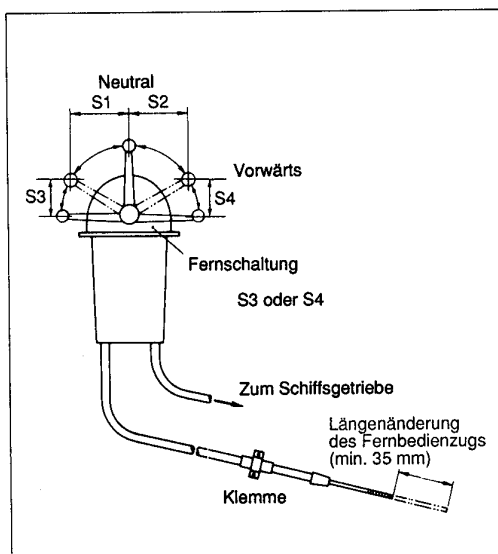 Neutral
S1 S2
Vorwärts
S3 S4
Fernschaltung
S3 oder S4
Zum Schiffsgetriebe
Längenänderung
des Fernbedienzugs
(min. 35 mm)
Klemme